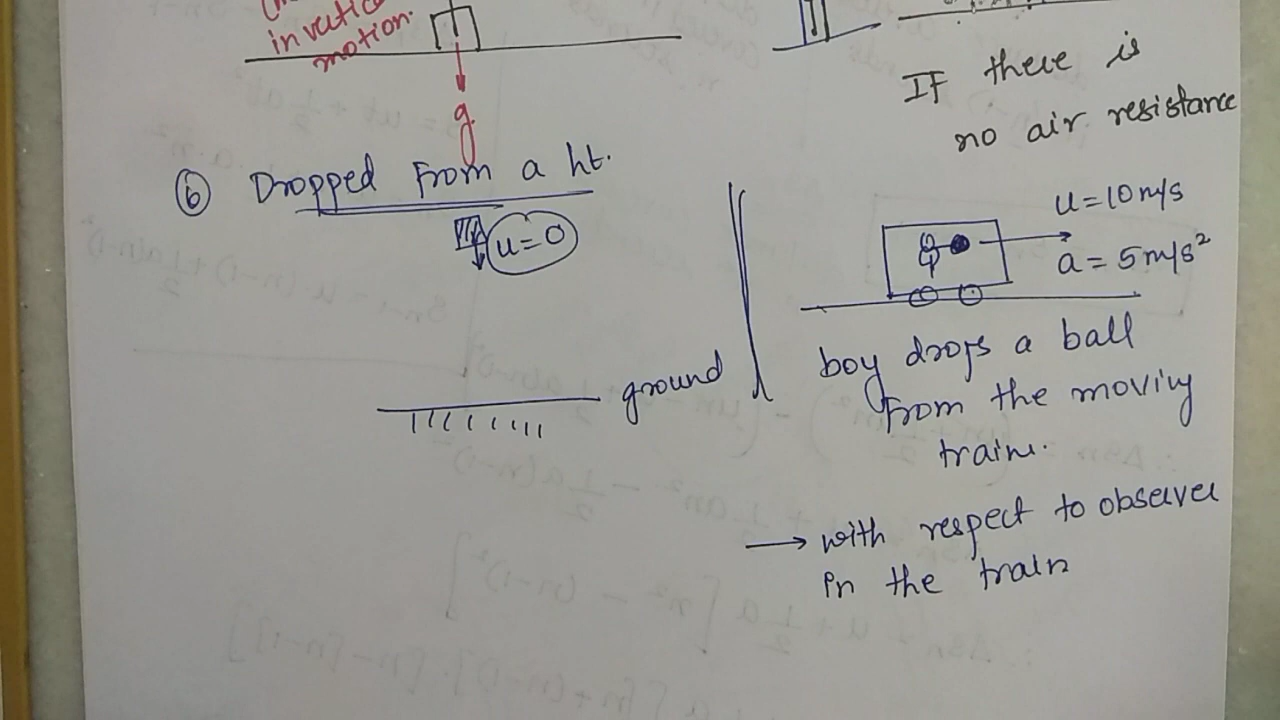 in vertical
motion.
g.
⑥ Dropped From a ht.
u=0
ground
IF there is
no air resistance
u=10m/s
a=5m/s²
boy drops a ball
From the moving
train.
→ with respect to observer
in the train